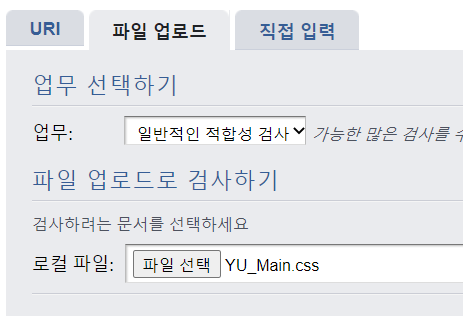 URI 파일 업로드 직접 입력
업무 선택하기
업무: 일반적인 적합성 검사 가능한 많은 검사를
파일 업로드로 검사하기
검사하려는 문서를 선택하세요
로컬 파일: 파일 선택 YU_Main.css